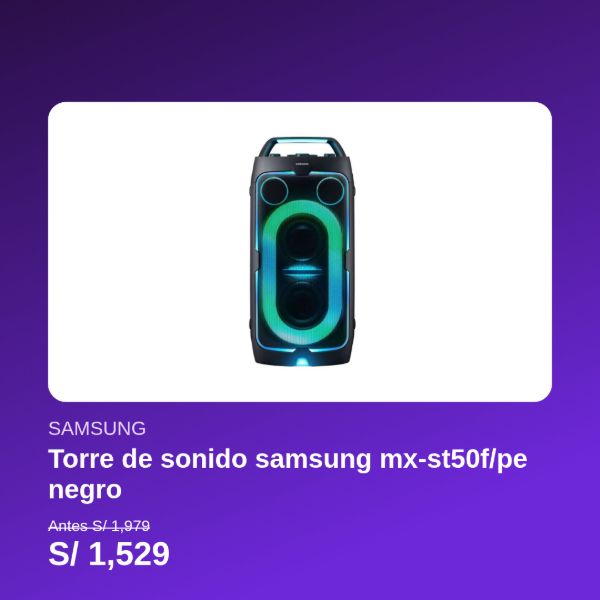 SAMSUNG
Torre de sonido samsung mx-st50f/pe
negro
Antes S/ 1,979
S/ 1,529